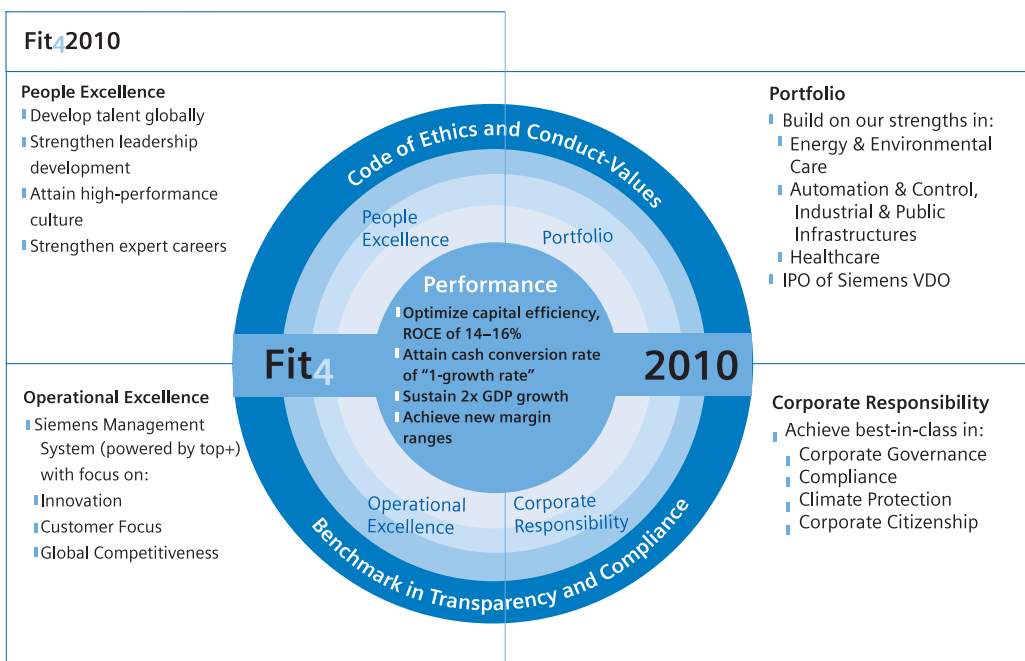 Fit42010
People Excellence
Develop talent globally
Strengthen leadership
development
Attain high-performance
culture
Strengthen expert careers
Portfolio
Build on our strengths in:
Energy & Environmental
Care
Automation & Control,
Industrial & Public
Infrastructures
Healthcare
IPO of Siemens VDO
Code of Ethics and Conduct-Values
People
Excellence
Portfolio
Performance
Optimize capital efficiency,
ROCE of 14–16%
Attain cash conversion rate
of “1-growth rate”
Sustain 2x GDP growth
Achieve new margin
ranges
Fit4
2010
Operational
Excellence
Corporate
Responsibility
Benchmark in Transparency and Compliance
Operational Excellence
Siemens Management
System (powered by top+)
with focus on:
Innovation
Customer Focus
Global Competitiveness
Corporate Responsibility
Achieve best-in-class in:
Corporate Governance
Compliance
Climate Protection
Corporate Citizenship